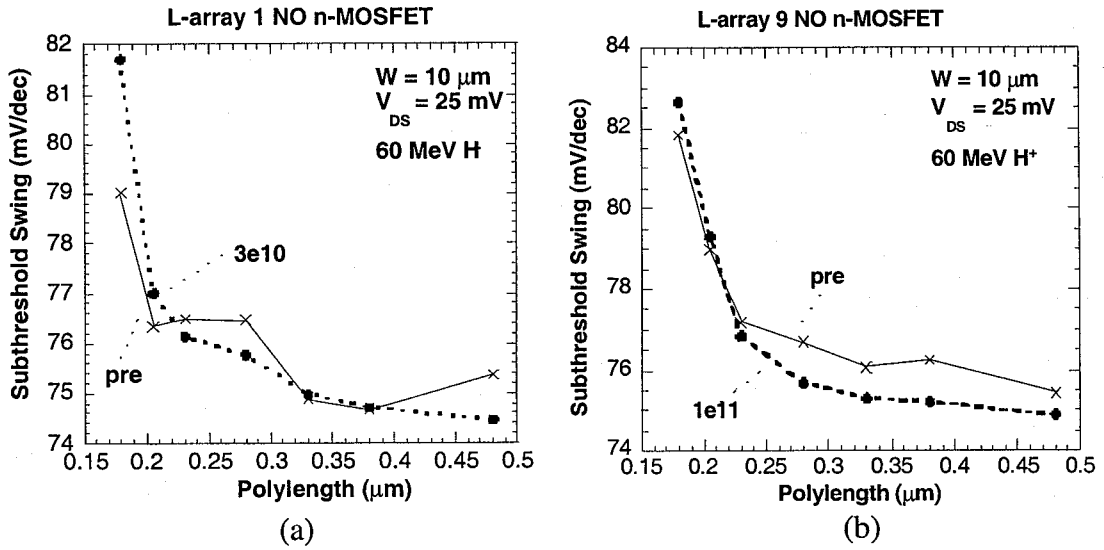 L-array 1 NO n-MOSFET
Subthreshold Swing (mV/dec)
82
81
80
79
78
77
76
75
74
W = 10 μm
V_DS = 25 mV
60 MeV H
3e10
pre
0.15 0.2 0.25 0.3 0.35 0.4 0.45 0.5
Polylength (μm)
(a)
L-array 9 NO n-MOSFET
Subthreshold Swing (mV/dec)
84
82
80
78
76
74
W = 10 μm
V_DS = 25 mV
60 MeV H⁺
pre
1e11
0.15 0.2 0.25 0.3 0.35 0.4 0.45 0.5
Polylength (μm)
(b)